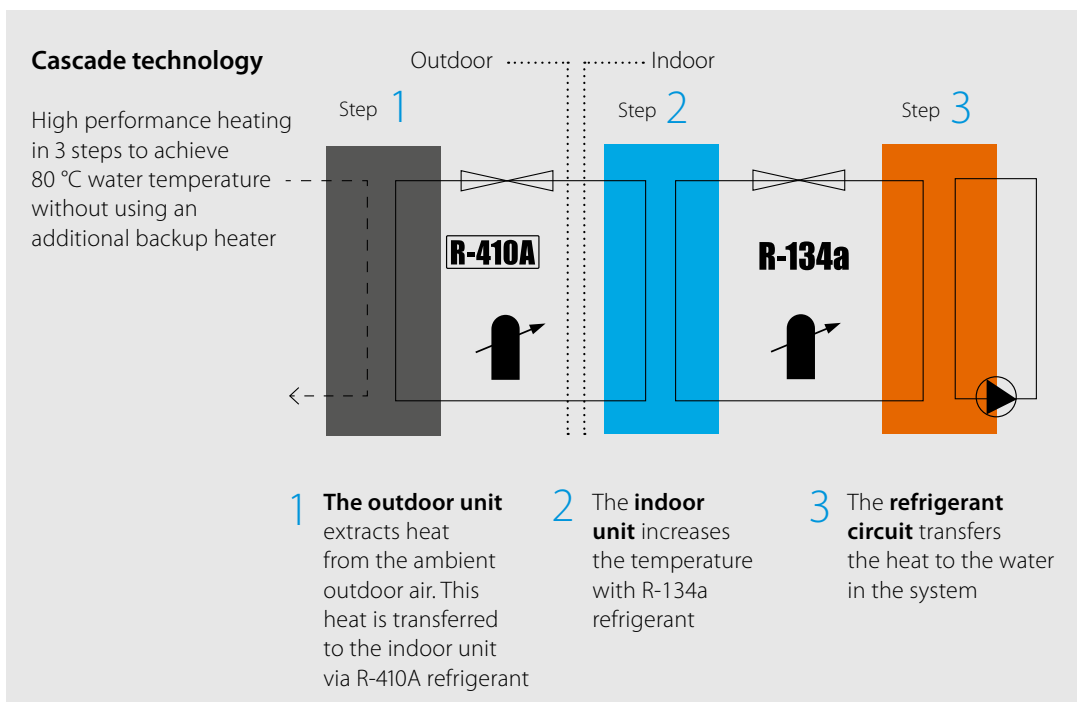 Cascade technology
High performance heating
in 3 steps to achieve
80 °C water temperature
without using an
additional backup heater
Outdoor
Indoor
Step 1
Step 2
Step 3
R-410A
R-134a
1 The outdoor unit
extracts heat
from the ambient
outdoor air. This
heat is transferred
to the indoor unit
via R-410A refrigerant
2 The indoor
unit increases
the temperature
with R-134a
refrigerant
3 The refrigerant
circuit transfers
the heat to the water
in the system